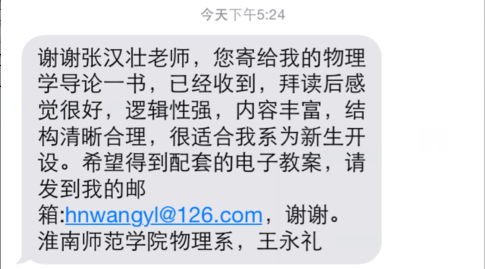 今天下午5:24
谢谢张汉壮老师，您寄给我的物理
学导论一书，已经收到，拜读后感
觉很好，逻辑性强，内容丰富，结
构清晰合理，很适合我系为新生开
设。希望得到配套的电子教案，请
发到我的邮
箱:hnwangyl@126.com，谢谢。
淮南师范学院物理系，王永礼